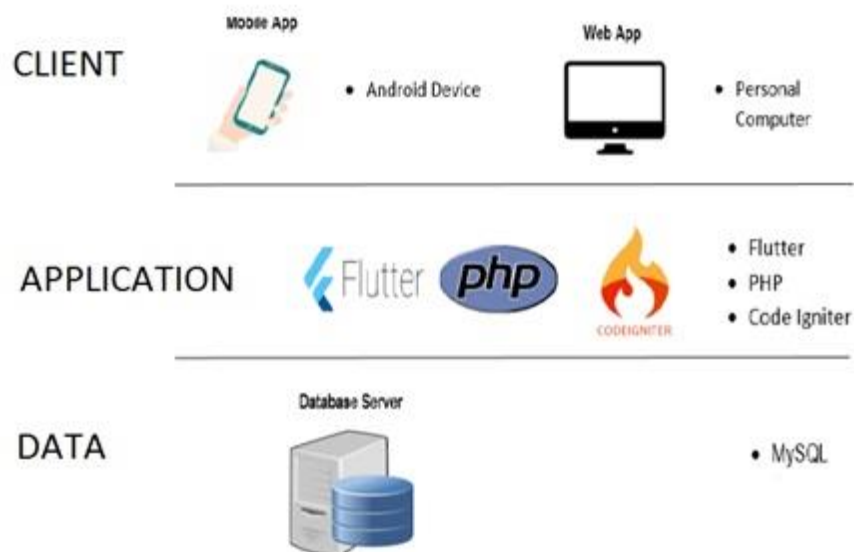 Mobile App
Web App
CLIENT
• Android Device
• Personal
Computer
APPLICATION
Flutter
php
CODEIGNITER
• Flutter
• PHP
• Code Igniter
Database Server
DATA
• MySQL